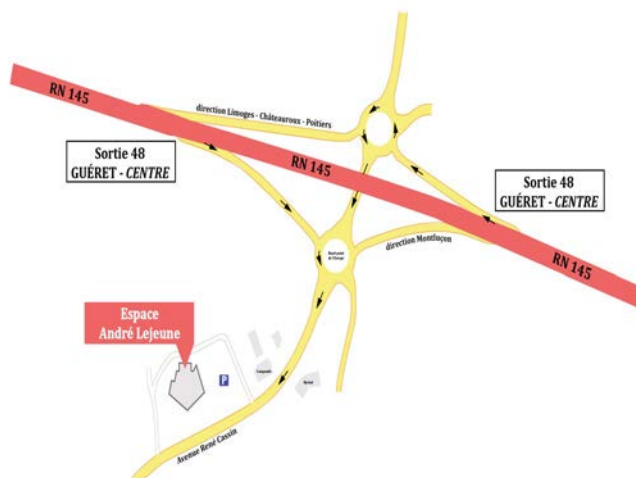 RN 145
direction Limoges - Châteauroux - Poitiers
Sortie 48
GUÉRET - CENTRE
RN 145
Sortie 48
GUÉRET - CENTRE
direction Montluçon
RN 145
Espace
André Lejeune
P
Avenue René Cassin